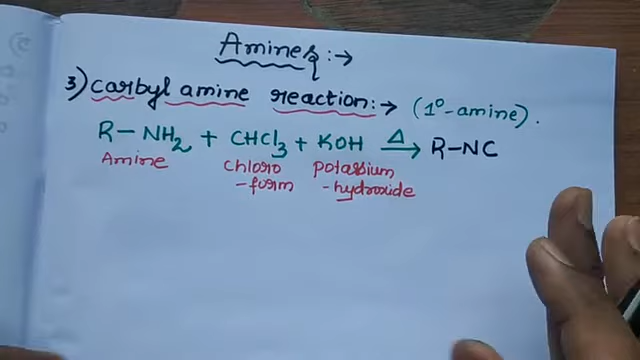 Amines :→
3) carbyl amine reaction :→ (1°-amine).
R-NH₂ + CHCl₃ + KOH △→ R-NC
Amine chloro potassium
-form -hydroxide